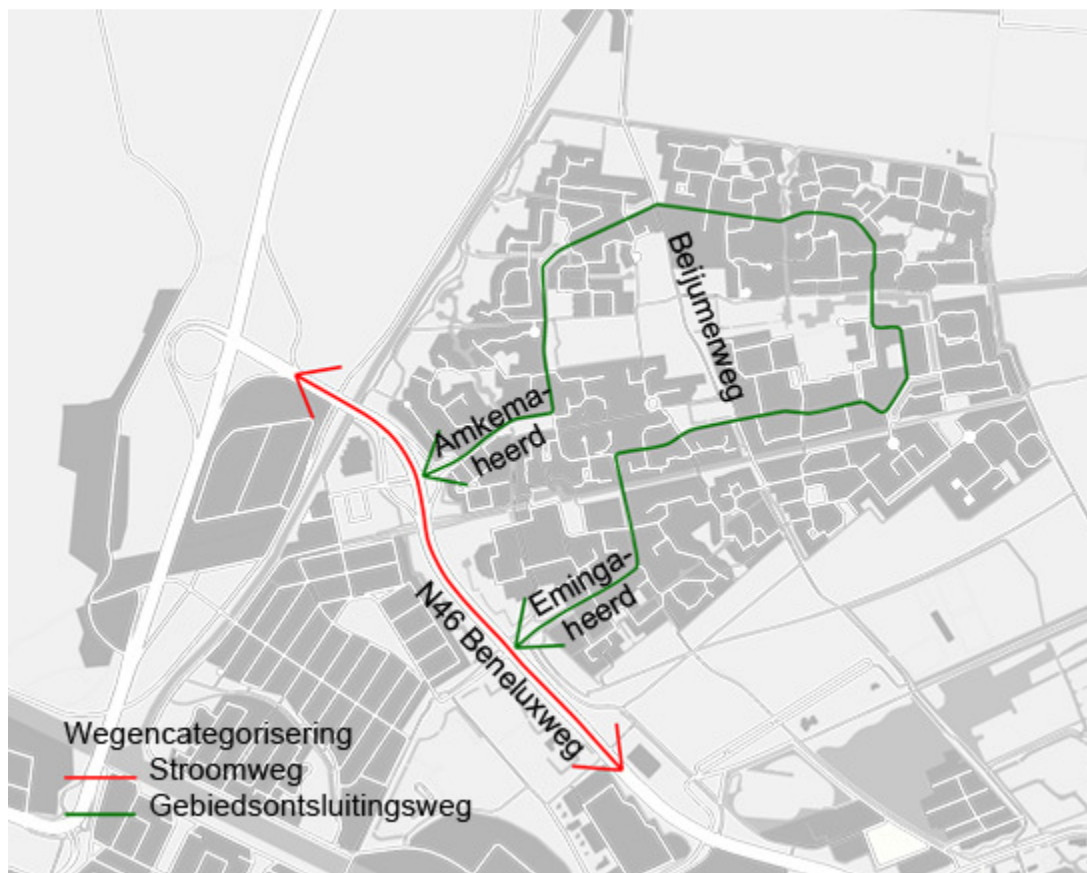 Beijumerweg
Amkema-
heerd
Eminga-
heerd
N46 Beneluxweg
Wegencategorisering
Stroomweg
Gebiedsontsluitingsweg